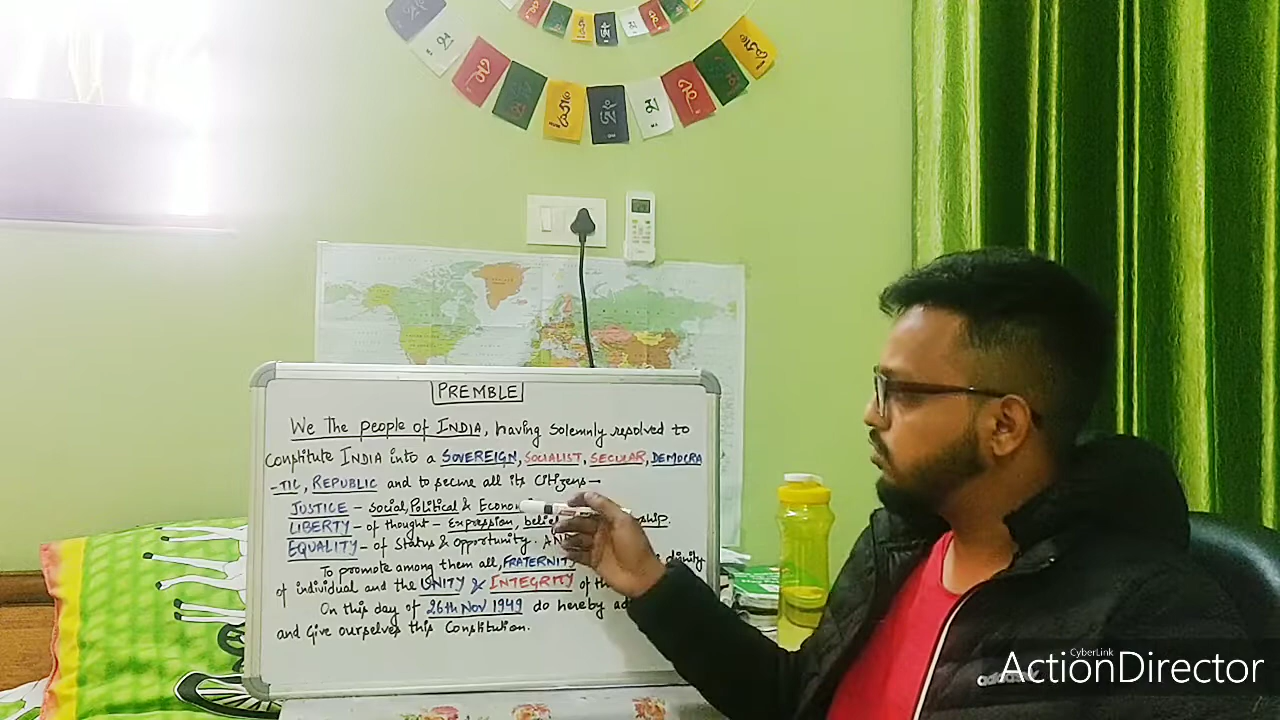 PREMBLE
We The people of INDIA, having solemnly resolved to
Constitute INDIA into a SOVEREIGN, SOCIALIST, SECULAR, DEMOCRA
-TIC, REPUBLIC and to secure all its Citizens →
JUSTICE - Social, Political & Econo
LIBERTY - of thought - Expression, belie ship.
EQUALITY - of Status & opportunity. AN
To promote among them all, FRATERNITY dignity
of individual and the UNITY & INTEGRITY of th
On this day of 26th Nov 1949 do hereby ad
and Give ourselves this Constitution.
CyberLink
ActionDirector
adidas